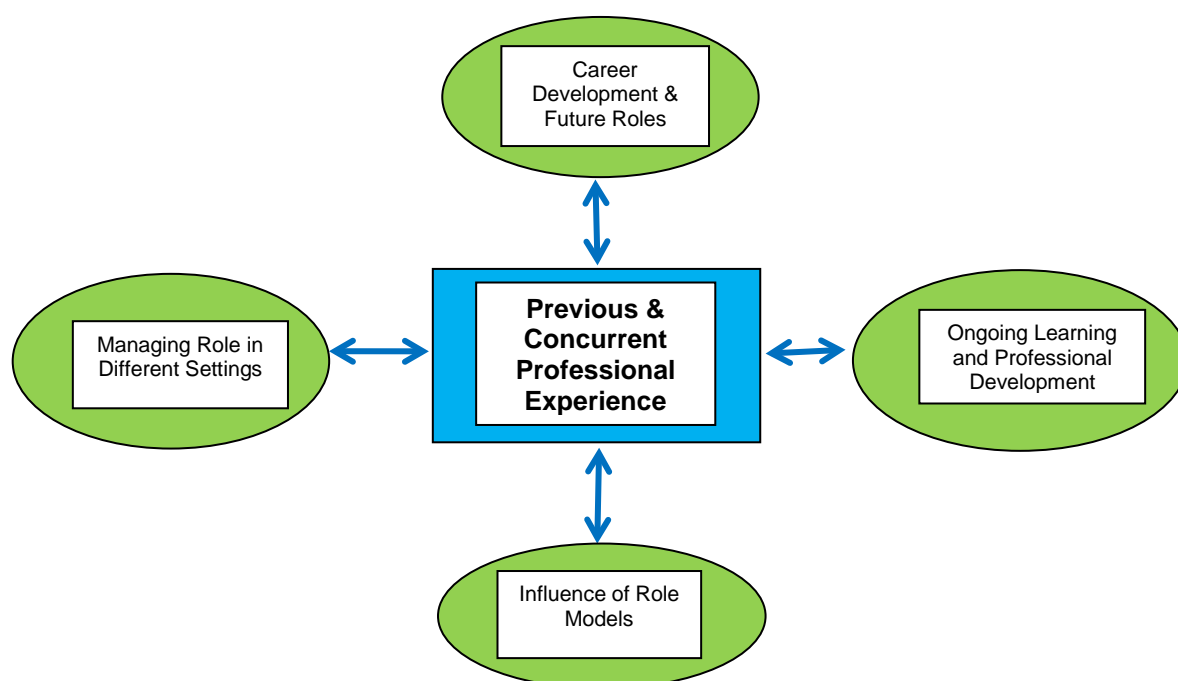 Career
Development &
Future Roles
Managing Role in
Different Settings
Previous &
Concurrent
Professional
Experience
Ongoing Learning
and Professional
Development
Influence of Role
Models